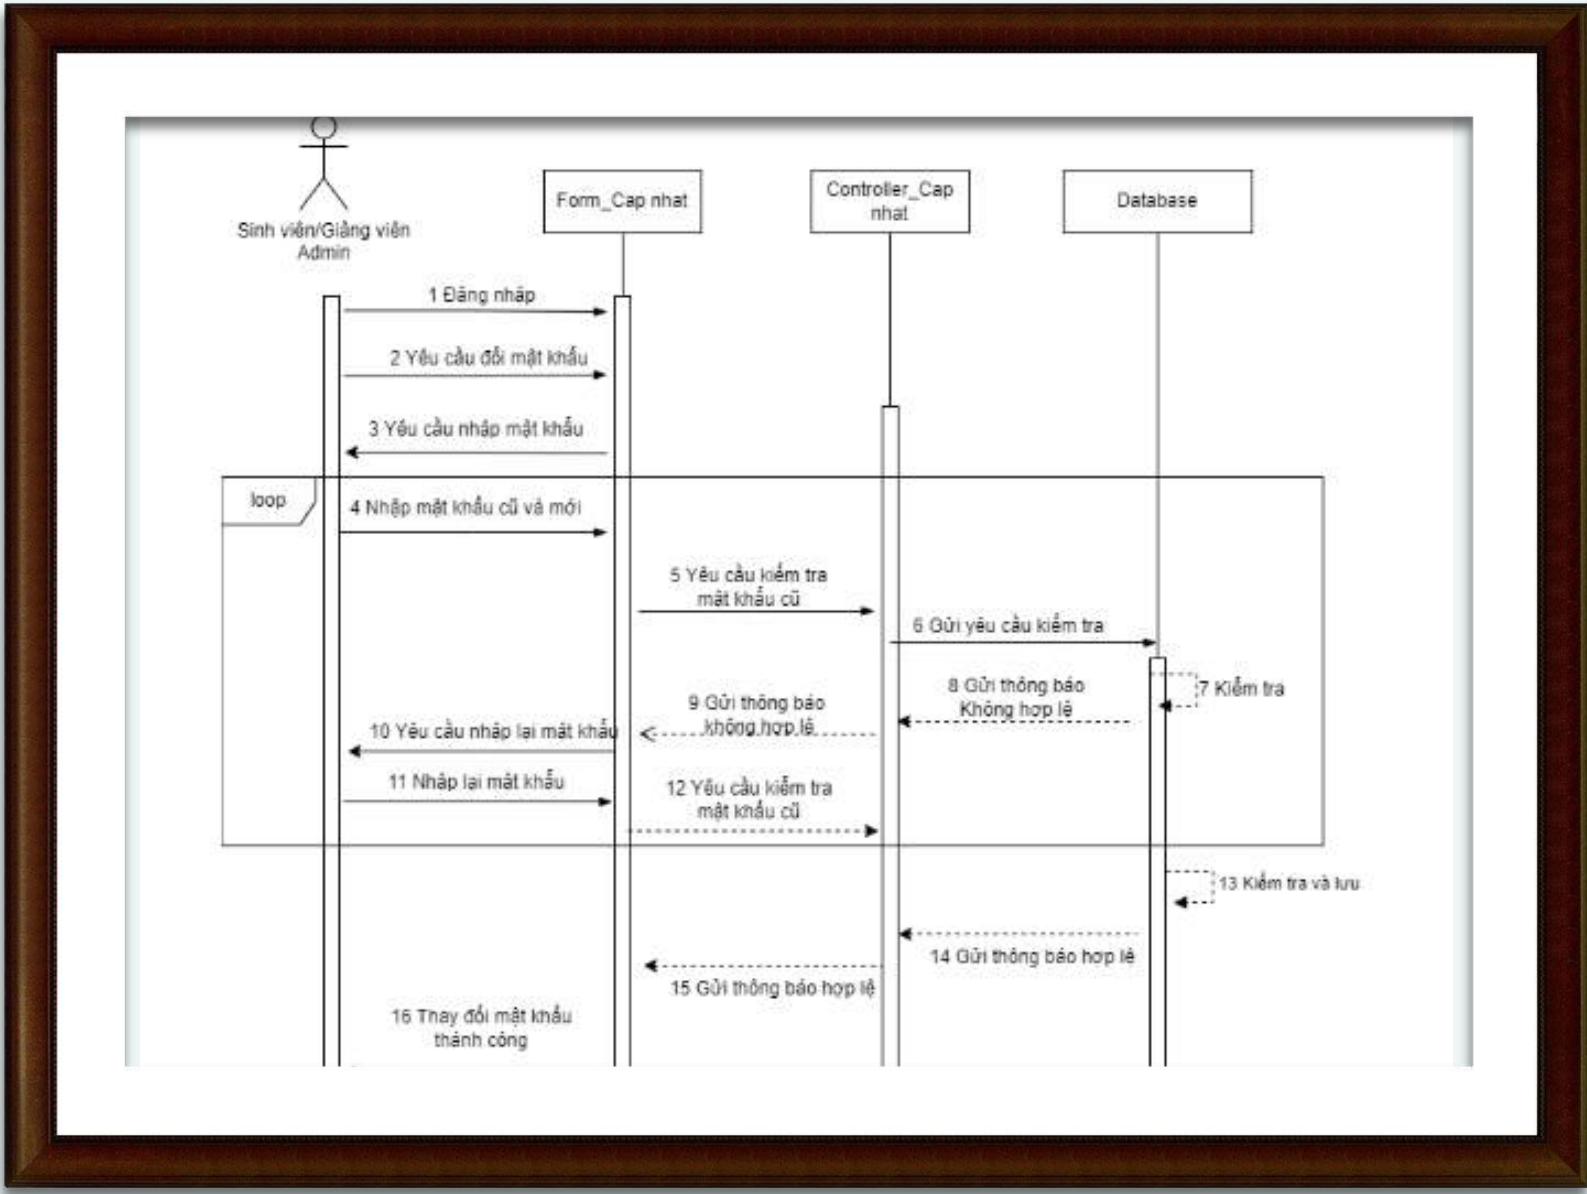 Sinh viên/Giảng viên
Admin
Form_Cap nhat
Controller_Cap
nhat
Database
1 Đăng nhập
2 Yêu cầu đổi mật khẩu
3 Yêu cầu nhập mật khẩu
loop
4 Nhập mật khẩu cũ và mới
5 Yêu cầu kiểm tra
mật khẩu cũ
6 Gửi yêu cầu kiểm tra
7 Kiểm tra
8 Gửi thông báo
Không hợp lệ
9 Gửi thông báo
không hợp lệ
10 Yêu cầu nhập lại mật khẩu
11 Nhập lại mật khẩu
12 Yêu cầu kiểm tra
mật khẩu cũ
13 Kiểm tra và lưu
14 Gửi thông báo hợp lệ
15 Gửi thông báo hợp lệ
16 Thay đổi mật khẩu
thành công